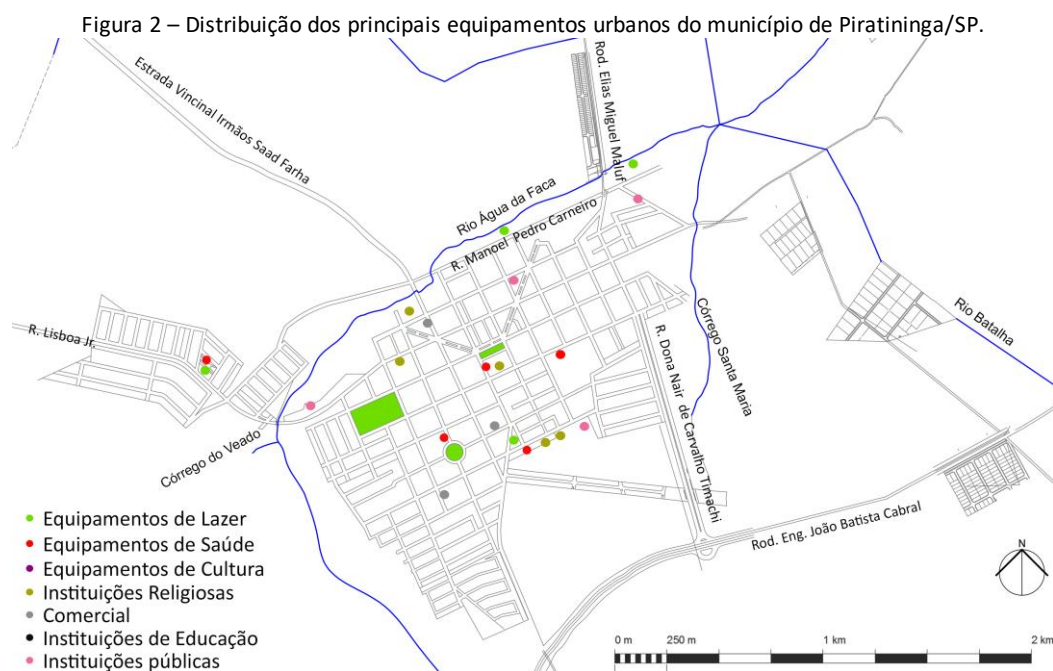 Figura 2 – Distribuição dos principais equipamentos urbanos do município de Piratininga/SP.
Estrada Vincinal Irmãos Saad Farha
Rod. Elias Miguel Maluf
Rio Água da Faca
R. Manoel Pedro Carneiro
R. Lisboa Jr.
Córrego Santa Maria
Rio Batalha
R. Dona Nair de Carvalho Timachi
Córrego do Veado
Rod. Eng. João Batista Cabral
Equipamentos de Lazer
Equipamentos de Saúde
Equipamentos de Cultura
Instituições Religiosas
Comercial
Instituições de Educação
Instituições públicas
N
0 m 250 m 1 km 2 km